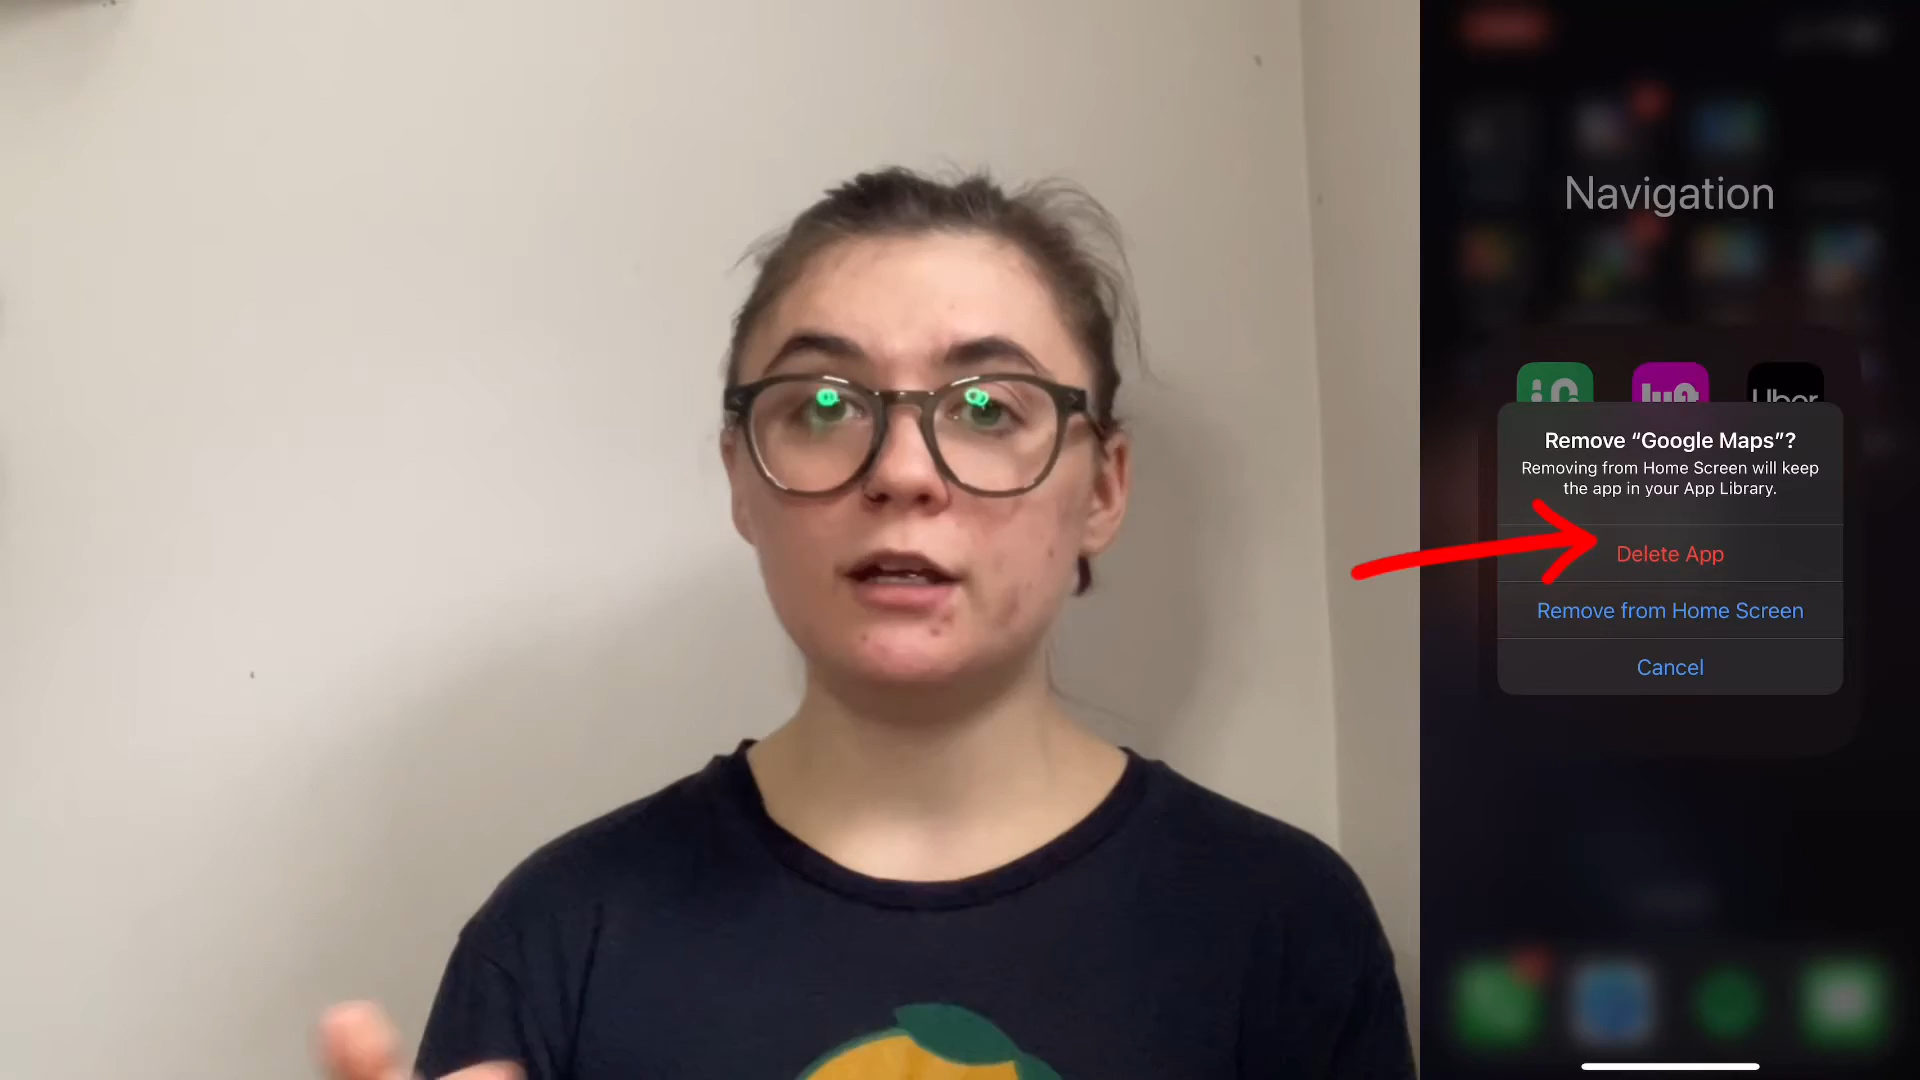 Navigation
Uber
Remove “Google Maps”?
Removing from Home Screen will keep
the app in your App Library.
Delete App
Remove from Home Screen
Cancel